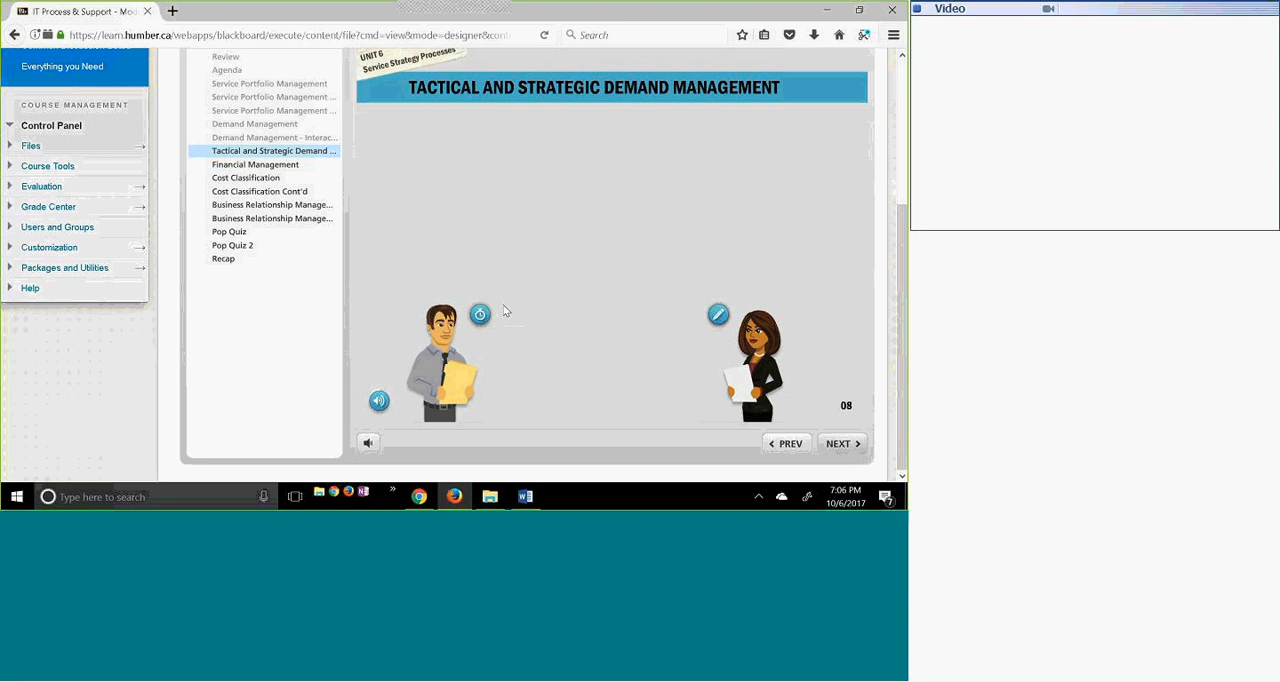 IT Process & Support - Mod
Video
https://learn.humber.ca/webapps/blackboard/execute/content/file?cmd=view&mode=designer&con
Search
Everything you Need
COURSE MANAGEMENT
Control Panel
Files
Course Tools
Evaluation
Grade Center
Users and Groups
Customization
Packages and Utilities
Help
Review
Agenda
Service Portfolio Management
Service Portfolio Management ...
Service Portfolio Management ...
Demand Management
Demand Management - Interac...
Tactical and Strategic Demand ...
Financial Management
Cost Classification
Cost Classification Cont'd
Business Relationship Manage...
Business Relationship Manage...
Pop Quiz
Pop Quiz 2
Recap
UNIT 6
Service Strategy Processes
TACTICAL AND STRATEGIC DEMAND MANAGEMENT
08
PREV
NEXT
Type here to search
7:06 PM
10/6/2017
7